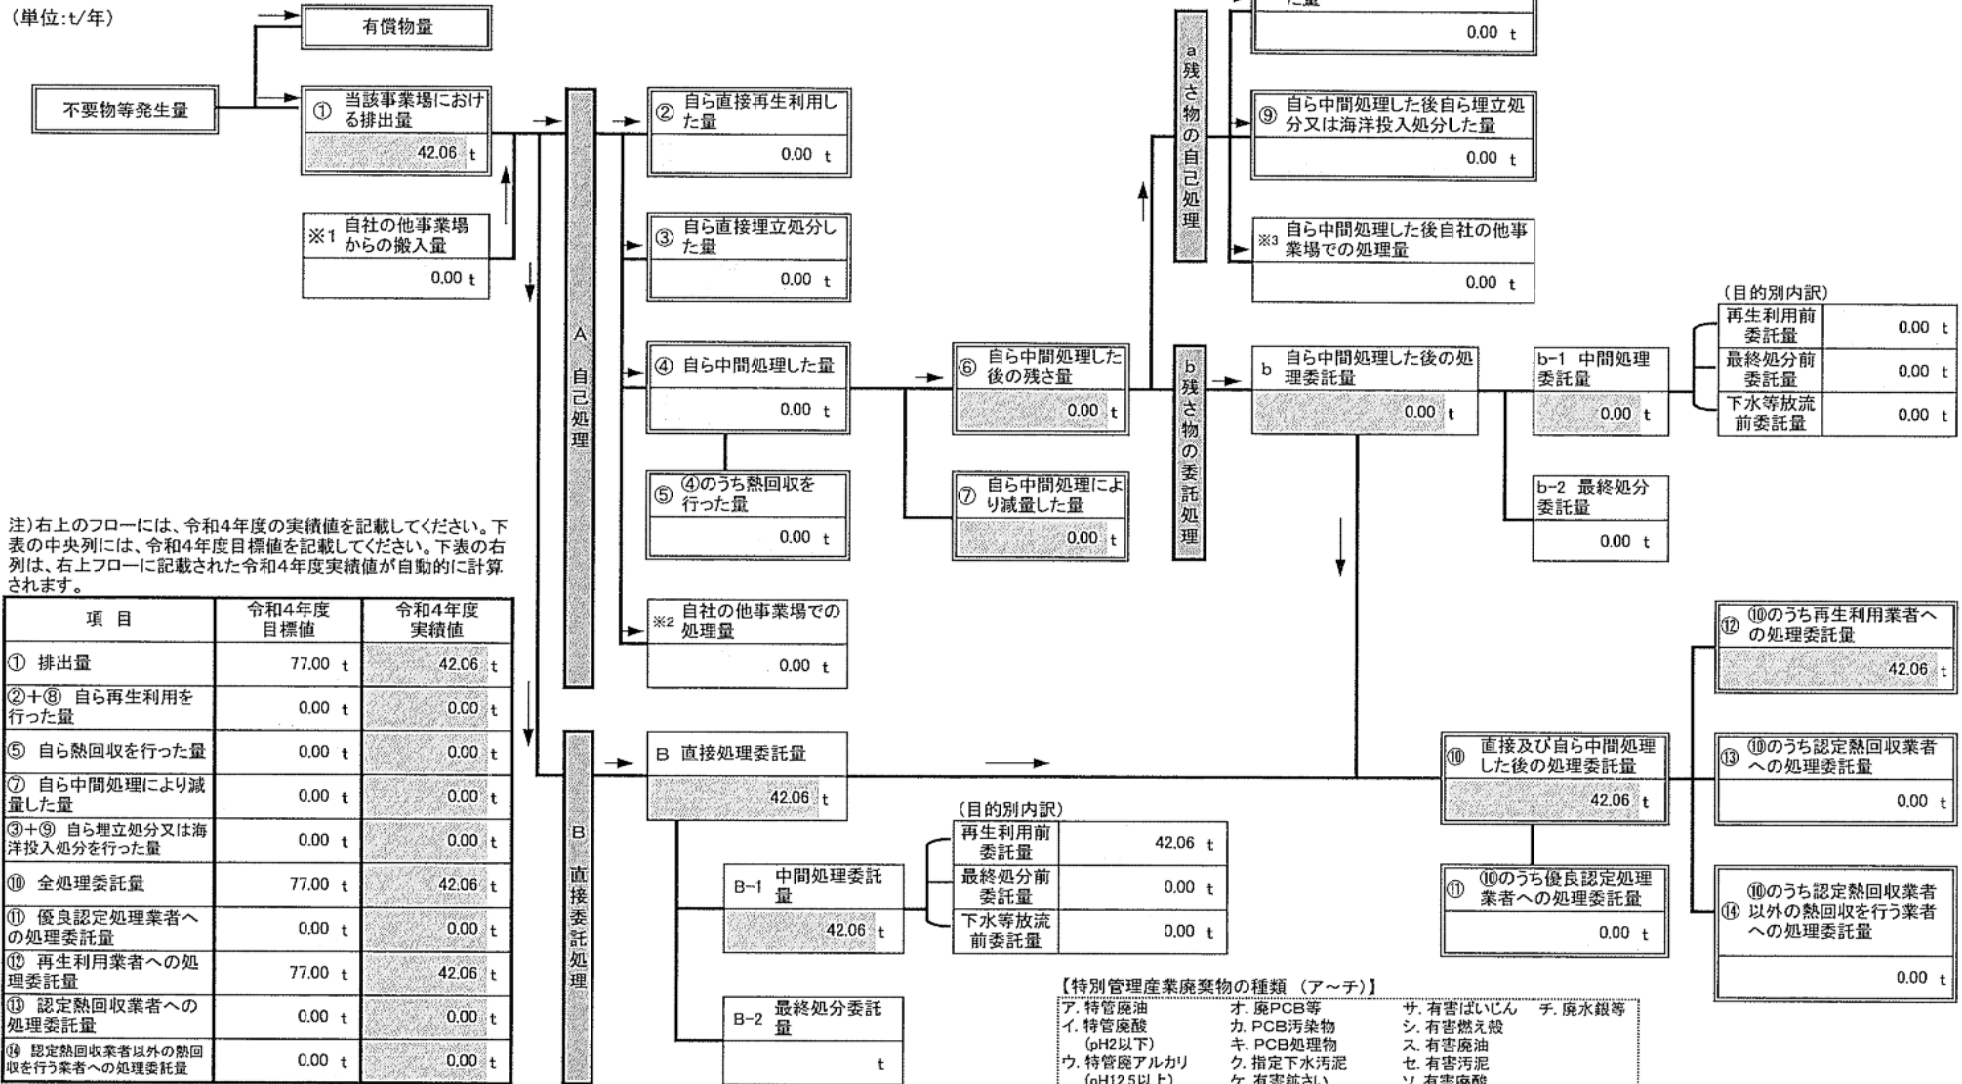 (単位:t/年)
有償物量
不要物等発生量
① 当該事業場におけ
る排出量
42.06 t
※1 自社の他事業場
からの搬入量
0.00 t
A 自己処理
② 自ら直接再生利用し
た量
0.00 t
③ 自ら直接埋立処分し
た量
0.00 t
④ 自ら中間処理した量
0.00 t
⑤ ④のうち熱回収を
行った量
0.00 t
※2 自社の他事業場での
処理量
0.00 t
⑥ 自ら中間処理した
後の残さ量
0.00 t
⑦ 自ら中間処理によ
り減量した量
0.00 t
a 残さ物の自己処理
た量
0.00 t
⑨ 自ら中間処理した後自ら埋立処
分又は海洋投入処分した量
0.00 t
※3 自ら中間処理した後自社の他事
業場での処理量
0.00 t
b 残さ物の委託処理
b 自ら中間処理した後の処
理委託量
0.00 t
b-1 中間処理
委託量
0.00 t
(目的別内訳)
再生利用前
委託量 0.00 t
最終処分前
委託量 0.00 t
下水等放流
前委託量 0.00 t
b-2 最終処分
委託量
0.00 t
注)右上のフローには、令和4年度の実績値を記載してください。下
表の中央列には、令和4年度目標値を記載してください。下表の右
列は、右上フローに記載された令和4年度実績値が自動的に計算
されます。
項 目 令和4年度
目標値 令和4年度
実績値
① 排出量 77.00 t 42.06 t
②+⑧ 自ら再生利用を
行った量 0.00 t 0.00 t
⑤ 自ら熱回収を行った量 0.00 t 0.00 t
⑦ 自ら中間処理により減
量した量 0.00 t 0.00 t
③+⑨ 自ら埋立処分又は海
洋投入処分を行った量 0.00 t 0.00 t
⑩ 全処理委託量 77.00 t 42.06 t
⑪ 優良認定処理業者へ
の処理委託量 0.00 t 0.00 t
⑫ 再生利用業者への処
理委託量 77.00 t 42.06 t
⑬ 認定熱回収業者への
処理委託量 0.00 t 0.00 t
⑭ 認定熱回収業者以外の熱回
収を行う業者への処理委託量 0.00 t 0.00 t
B 直接委託処理
B 直接処理委託量
42.06 t
B-1 中間処理委託
量
42.06 t
(目的別内訳)
再生利用前
委託量 42.06 t
最終処分前
委託量 0.00 t
下水等放流
前委託量 0.00 t
B-2 最終処分委託
量
t
⑩ 直接及び自ら中間処理
した後の処理委託量
42.06 t
⑪ ⑩のうち優良認定処理
業者への処理委託量
0.00 t
⑫ ⑩のうち再生利用業者へ
の処理委託量
42.06 t
⑬ ⑩のうち認定熱回収業者
への処理委託量
0.00 t
⑭ ⑩のうち認定熱回収業者
以外の熱回収を行う業者
への処理委託量
0.00 t
【特別管理産業廃棄物の種類 (ア～チ)】
ア. 特管廃油 オ. 廃PCB等 サ. 有害ばいじん チ. 廃水銀等
イ. 特管廃酸 カ. PCB汚染物 シ. 有害燃え殻
(pH2以下) キ. PCB処理物 ス. 有害廃油
ウ. 特管廃アルカリ ク. 指定下水汚泥 セ. 有害汚泥
(pH12.5以上) ケ. 有害鉱さい ソ. 有害廃酸